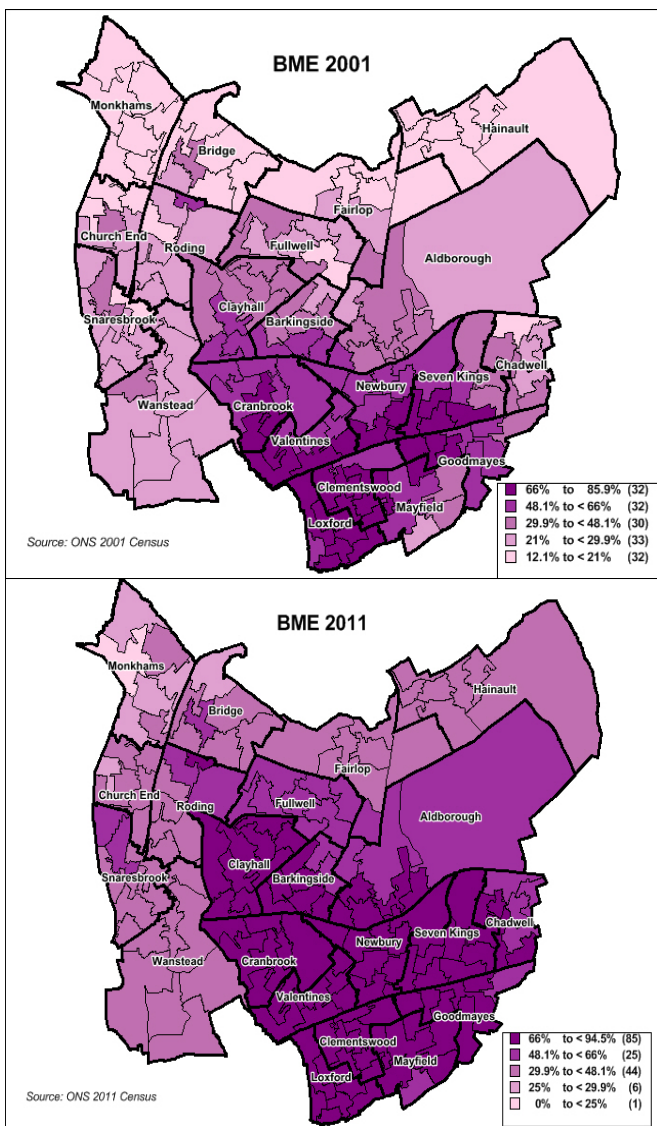 BME 2001
Monkhams
Hainault
Bridge
Fairlop
Church End
Roding
Fullwell
Aldborough
Clayhall
Snaresbrook
Barkingside
Chadwell
Seven Kings
Newbury
Wanstead
Cranbrook
Valentines
Goodmayes
Clementswood
Mayfield
Loxford
66% to 85.9% (32)
48.1% to < 66% (32)
29.9% to < 48.1% (30)
21% to < 29.9% (33)
12.1% to < 21% (32)
Source: ONS 2001 Census
BME 2011
Monkhams
Hainault
Bridge
Fairlop
Church End
Roding
Fullwell
Aldborough
Clayhall
Snaresbrook
Barkingside
Chadwell
Seven Kings
Newbury
Wanstead
Cranbrook
Valentines
Goodmayes
Clementswood
Mayfield
Loxford
66% to < 94.5% (85)
48.1% to < 66% (25)
29.9% to < 48.1% (44)
25% to < 29.9% (6)
0% to < 25% (1)
Source: ONS 2011 Census